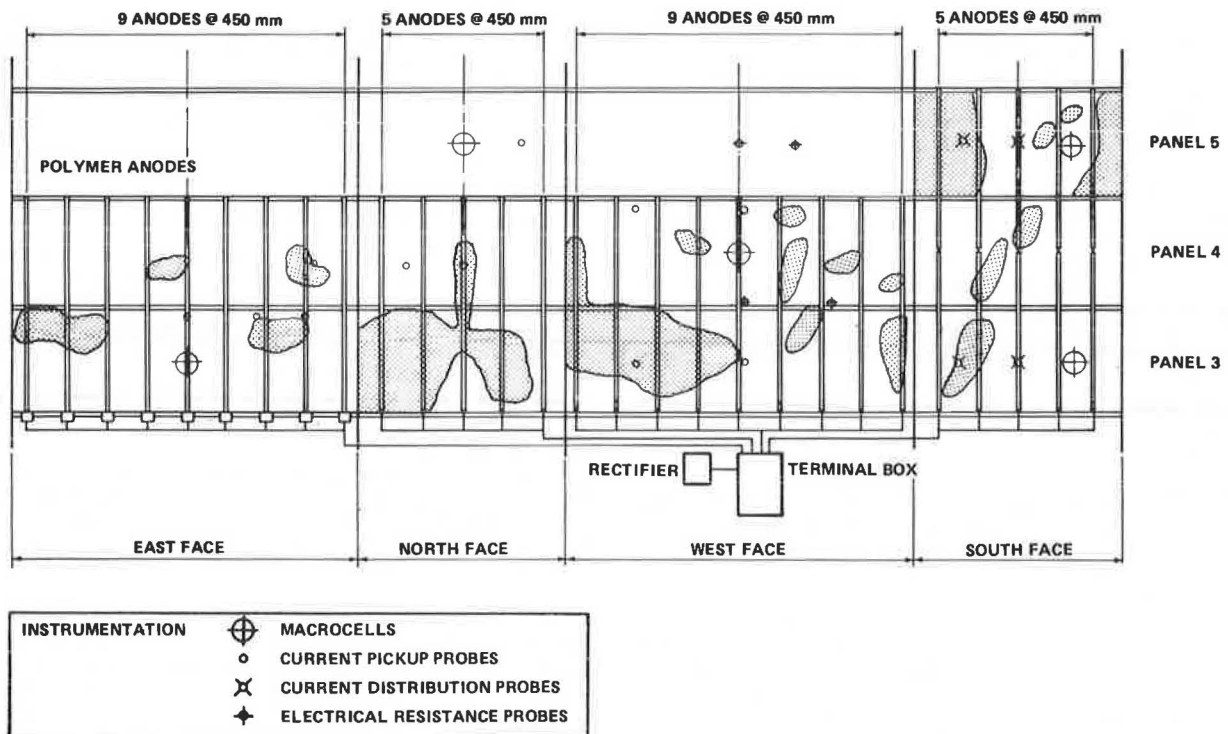 9 ANODES @ 450 mm
5 ANODES @ 450 mm
9 ANODES @ 450 mm
5 ANODES @ 450 mm
POLYMER ANODES
PANEL 5
PANEL 4
PANEL 3
RECTIFIER
TERMINAL BOX
EAST FACE
NORTH FACE
WEST FACE
SOUTH FACE
INSTRUMENTATION
MACROCELLS
CURRENT PICKUP PROBES
CURRENT DISTRIBUTION PROBES
ELECTRICAL RESISTANCE PROBES